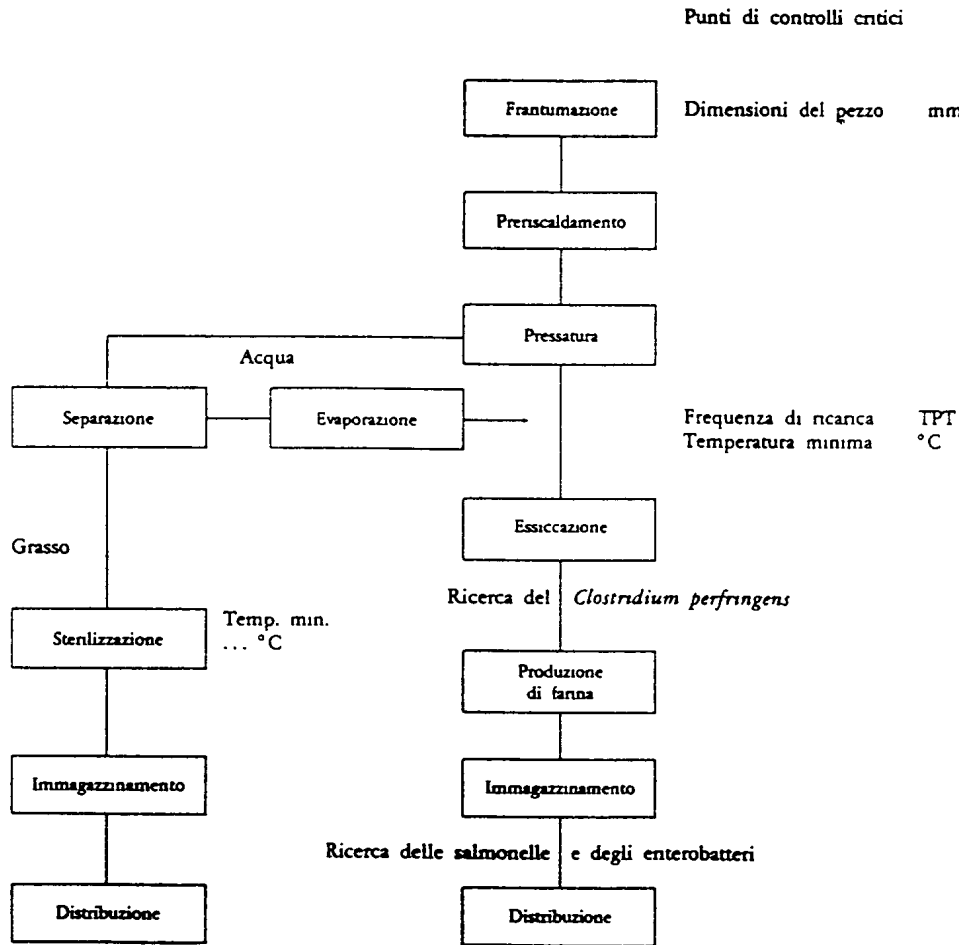 Punti di controlli critici
Frantumazione
Dimensioni del pezzo mm
Preriscaldamento
Pressatura
Acqua
Separazione
Evaporazione
Frequenza di ricarica TPT
Temperatura minima °C
Essiccazione
Grasso
Ricerca del Clostridium perfringens
Sterilizzazione
Temp. min.
... °C
Produzione
di farina
Immagazzinamento
Immagazzinamento
Ricerca delle salmonelle e degli enterobatteri
Distribuzione
Distribuzione